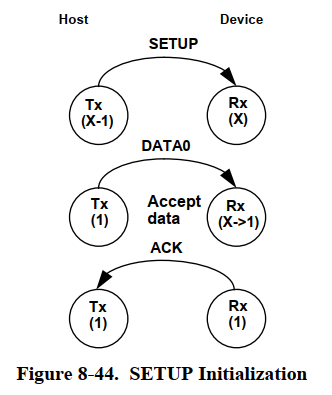 Host Device
SETUP
Tx Rx
(X-1) (X)
DATA0
Tx Accept Rx
(1) data (X->1)
ACK
Tx Rx
(1) (1)
Figure 8-44. SETUP Initialization